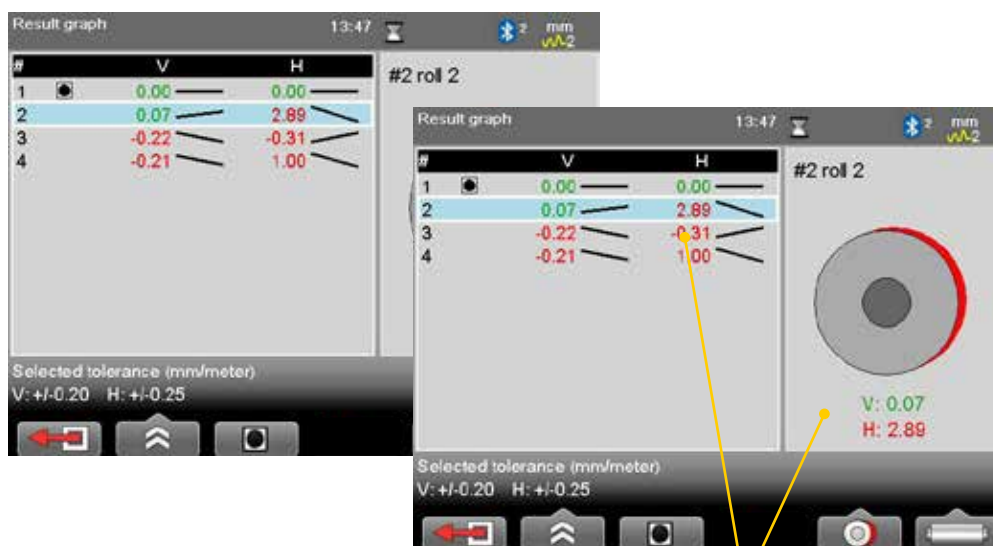 Result graph 13:47 2 mm
2
# V H
1 0.00 0.00
2 0.07 2.89
3 -0.22 -0.31
4 -0.21 1.00
#2 roll 2
Selected tolerance (mm/meter)
V: +/-0.20 H: +/-0.25
Result graph 13:47 2 mm
2
# V H
1 0.00 0.00
2 0.07 2.89
3 -0.22 -0.31
4 -0.21 1.00
#2 roll 2
V: 0.07
H: 2.89
Selected tolerance (mm/meter)
V: +/-0.20 H: +/-0.25